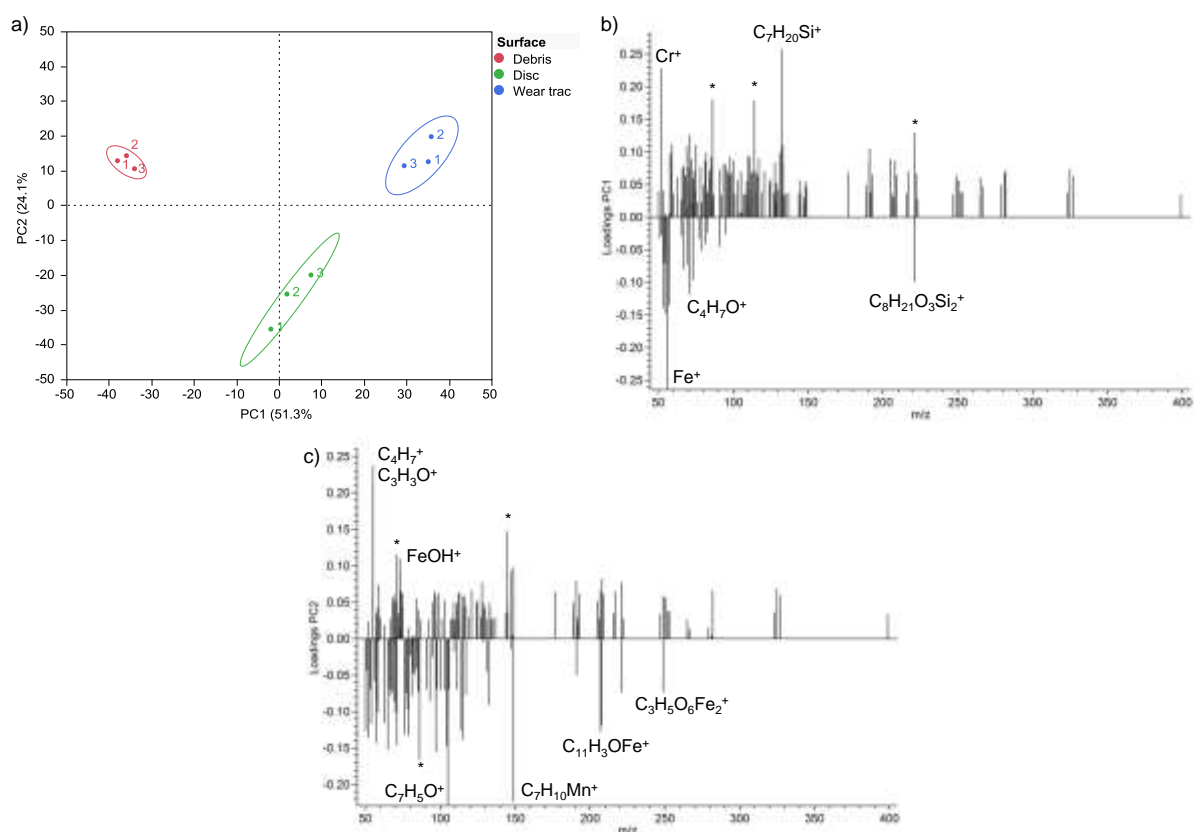 a)
50
40
30
20
10
0
-10
-20
-30
-40
-50
PC2 (24.1%)
-50 -40 -30 -20 -10 0 10 20 30 40 50
PC1 (51.3%
Surface
Debris
Disc
Wear trac
2
1 3
2
3 1
3
2
1
b)
C₇H₂₀Si⁺
Cr⁺
*
*
*
0.25
0.20
0.15
0.10
0.05
0.00
-0.05
-0.10
-0.15
-0.20
-0.25
Loadings PC1
C₄H₇O⁺
C₈H₂₁O₃Si₂⁺
Fe⁺
50 100 150 200 250 300 350 400
m/z
c)
C₄H₇⁺
C₃H₃O⁺
*
*
FeOH⁺
0.25
0.20
0.15
0.10
0.05
0.00
-0.05
-0.10
-0.15
-0.20
Loadings PC2
C₃H₅O₆Fe₂⁺
C₁₁H₃OFe⁺
*
C₇H₅O⁺
C₇H₁₀Mn⁺
50 100 150 200 250 300 350 400
m/z